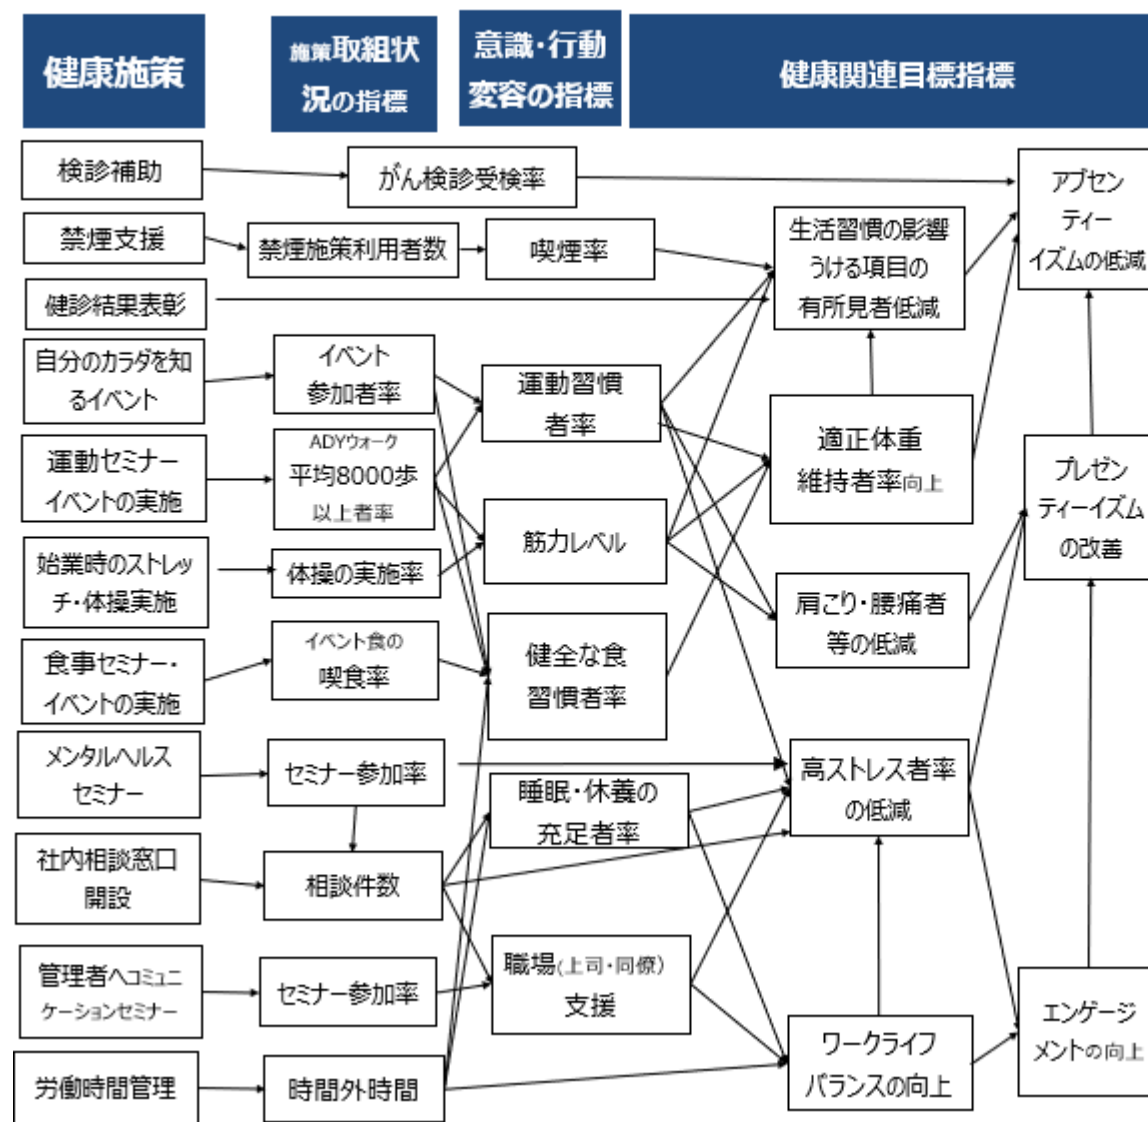 健康施策
施策取組状
況の指標
意識・行動
変容の指標
健康関連目標指標
検診補助
がん検診受検率
アブセン
ティー
イズムの低減
禁煙支援
禁煙施策利用者数
喫煙率
生活習慣の影響
うける項目の
有所見者低減
健診結果表彰
自分のカラダを知
るイベント
イベント
参加者率
運動習慣
者率
適正体重
維持者率向上
運動セミナー
イベントの実施
ADYウォーク
平均8000歩
以上者率
筋力レベル
プレゼン
ティーイズム
の改善
始業時のストレッ
チ・体操実施
体操の実施率
肩こり・腰痛者
等の低減
食事セミナー・
イベントの実施
イベント食の
喫食率
健全な食
習慣者率
メンタルヘルス
セミナー
セミナー参加率
睡眠・休養の
充足者率
高ストレス者率
の低減
社内相談窓口
開設
相談件数
職場(上司・同僚)
支援
管理者へコミュニ
ケーションセミナー
セミナー参加率
エンゲージ
メントの向上
労働時間管理
時間外時間
ワークライフ
バランスの向上